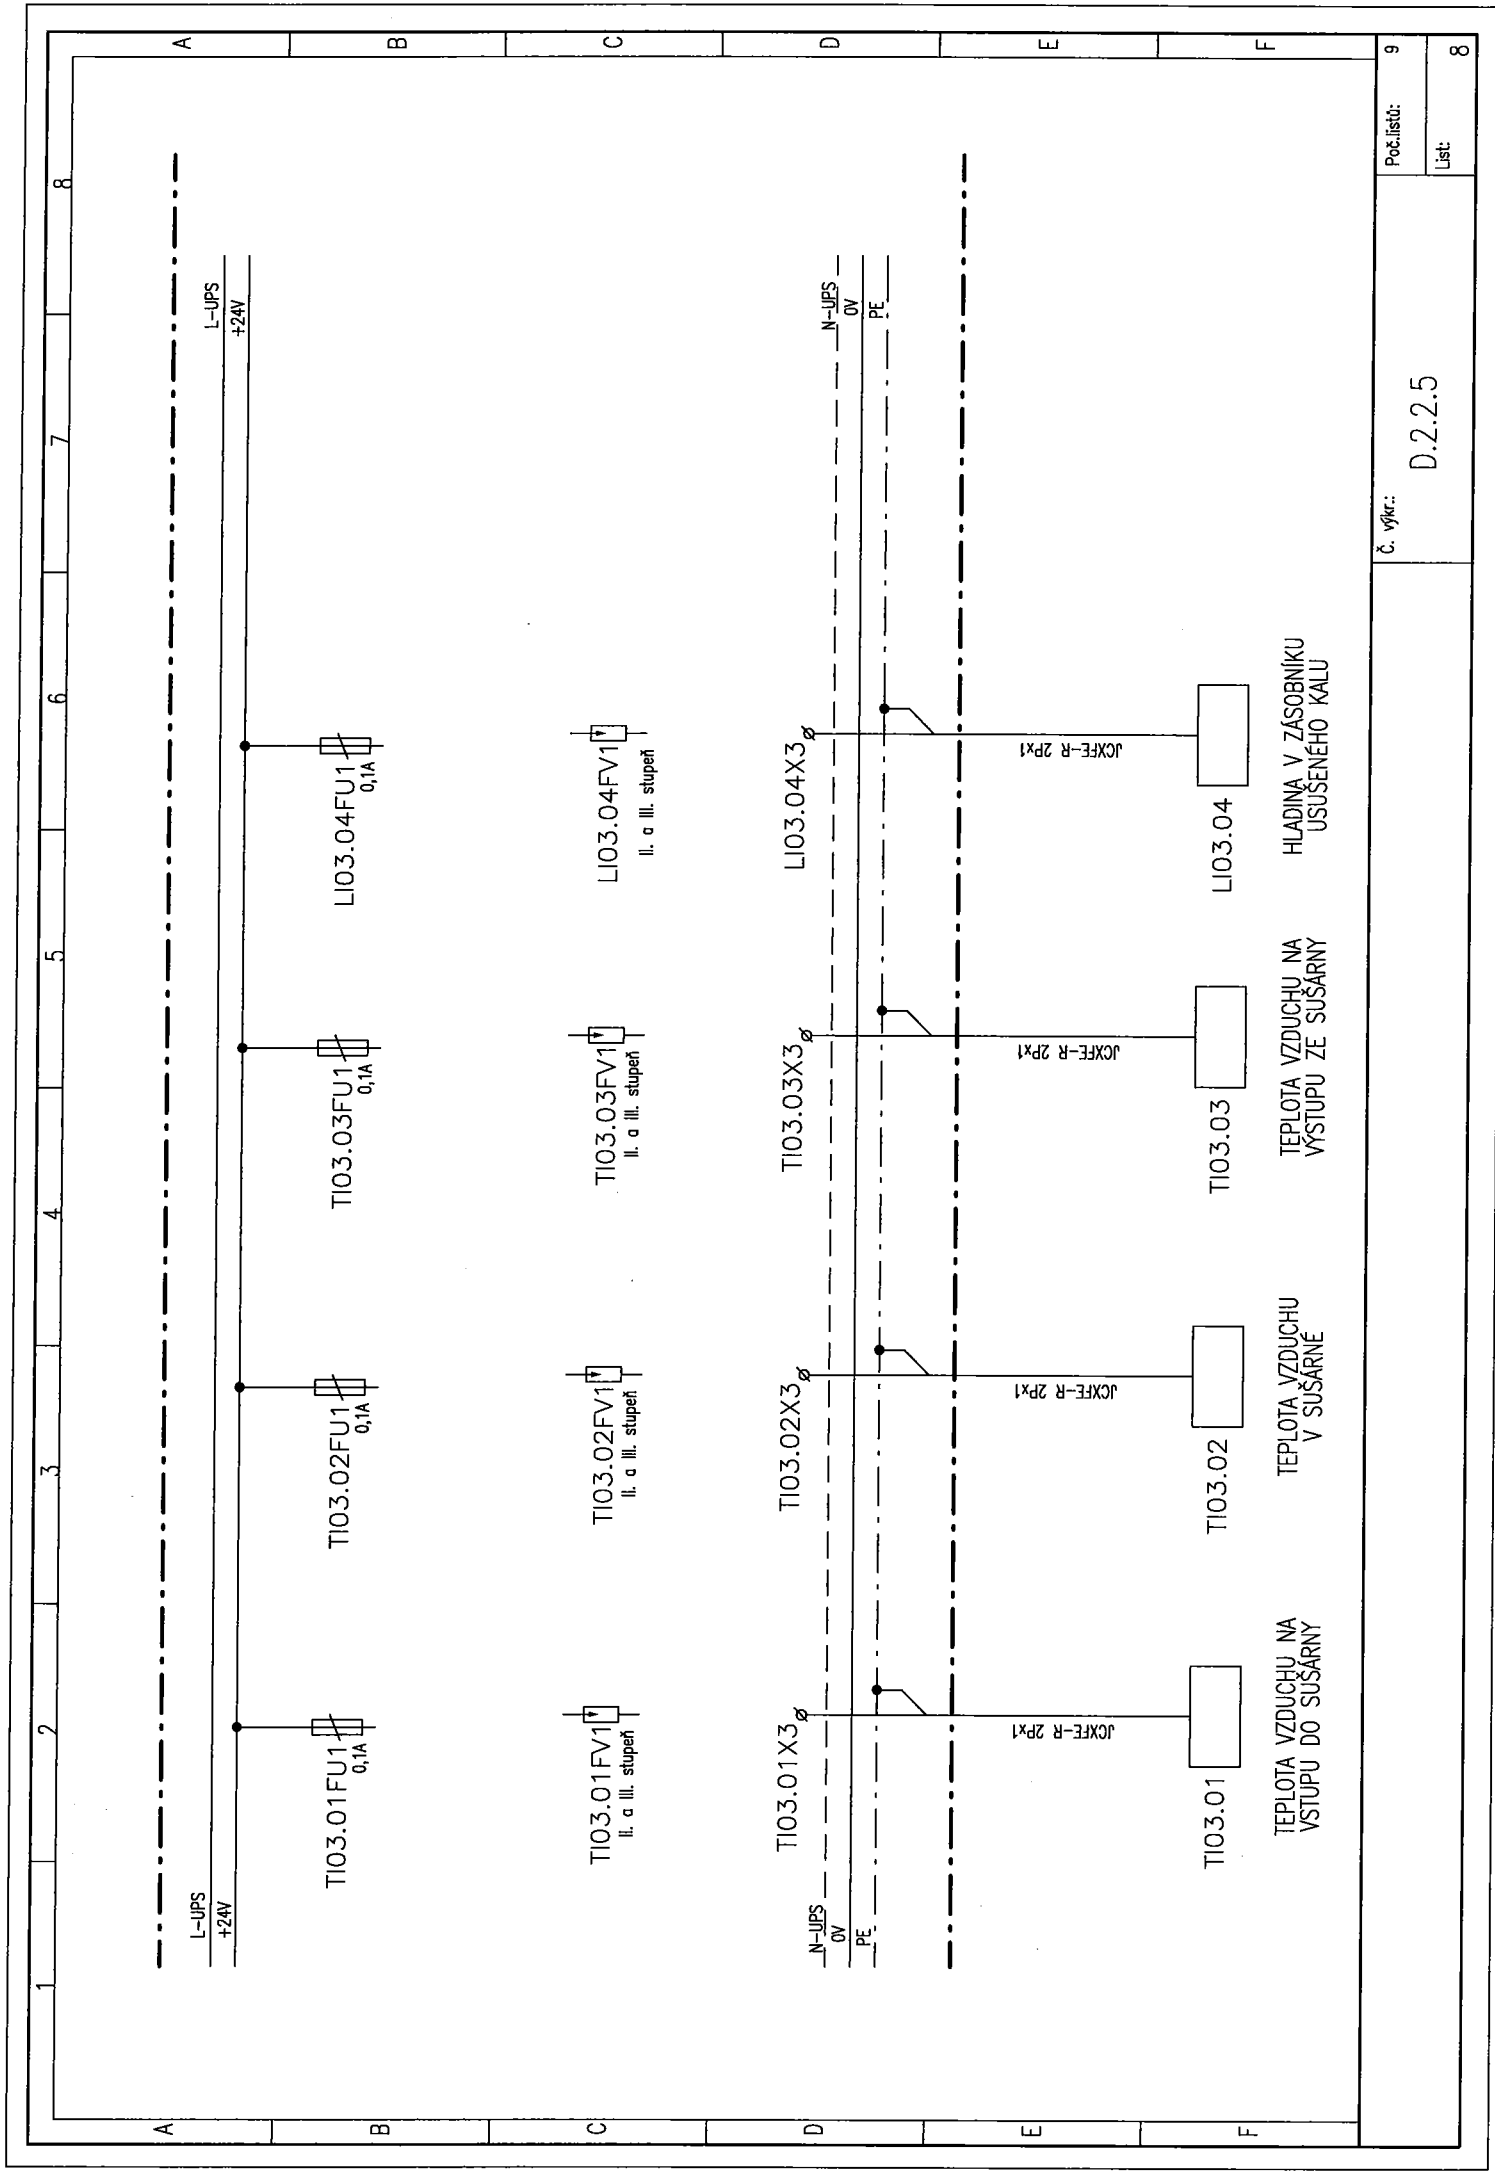 1 2 3 4 5 6 7 8
A A
B B
C C
D D
E E
F F
L-UPS L-UPS
+24V +24V
TI03.01FU1 TI03.02FU1 TI03.03FU1 LI03.04FU1
0,1A 0,1A 0,1A 0,1A
TI03.01FV1 TI03.02FV1 TI03.03FV1 LI03.04FV1
II. a III. stupeň II. a III. stupeň II. a III. stupeň II. a III. stupeň
TI03.01X3 TI03.02X3 TI03.03X3 LI03.04X3
N-UPS N-UPS
0V 0V
PE PE
JCXFE-R 2Px1 JCXFE-R 2Px1 JCXFE-R 2Px1 JCXFE-R 2Px1
TI03.01 TI03.02 TI03.03 LI03.04
TEPLOTA VZDUCHU NA
VSTUPU DO SUŠÁRNY
TEPLOTA VZDUCHU
V SUŠÁRNĚ
TEPLOTA VZDUCHU NA
VÝSTUPU ZE SUŠÁRNY
HLADINA V ZÁSOBNÍKU
USUŠENÉHO KALU
Č. výkr.:
D.2.2.5
Poč.listů: 9
List: 8